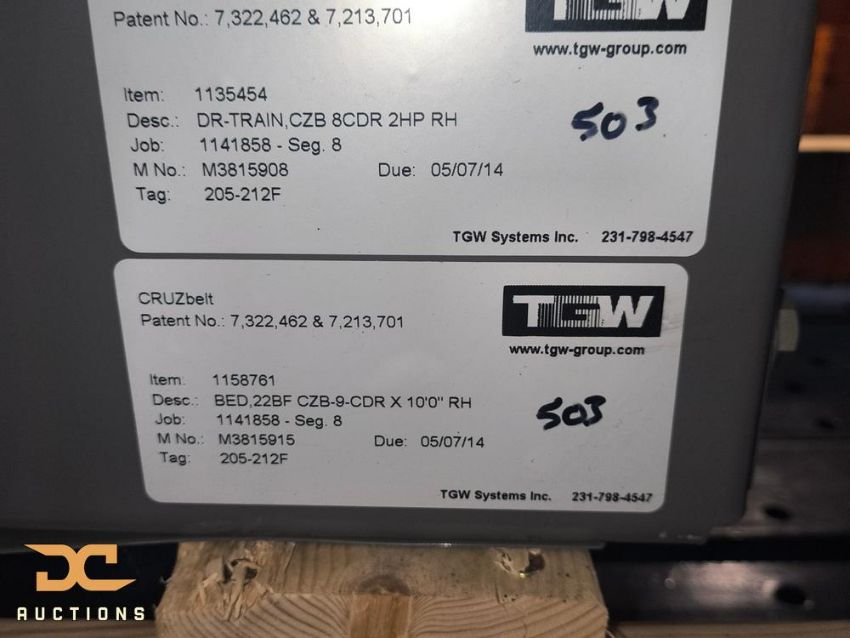 Patent No.: 7,322,462 & 7,213,701
TGW
www.tgw-group.com
Item: 1135454
Desc.: DR-TRAIN,CZB 8CDR 2HP RH
503
Job: 1141858 - Seg. 8
M No.: M3815908 Due: 05/07/14
Tag: 205-212F
TGW Systems Inc. 231-798-4547
CRUZbelt
Patent No.: 7,322,462 & 7,213,701
TGW
www.tgw-group.com
Item: 1158761
Desc.: BED,22BF CZB-9-CDR X 10'0" RH
503
Job: 1141858 - Seg. 8
M No.: M3815915 Due: 05/07/14
Tag: 205-212F
TGW Systems Inc. 231-798-4547
DC
AUCTIONS